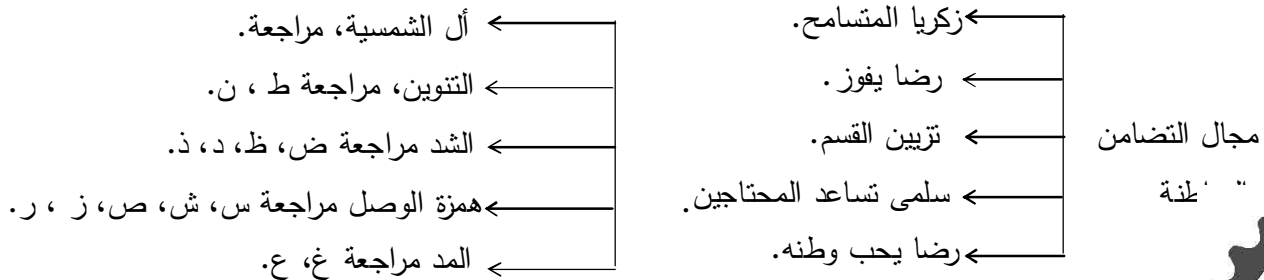 زكريا المتسامح.
أل الشمسية، مراجعة.
رضا يفوز.
التنوين، مراجعة ط ، ن.
مجال التضامن
تزيين القسم.
الشد مراجعة ض، ظ، د، ذ.
سلمى تساعد المحتاجين.
همزة الوصل مراجعة س، ش، ص، ز ، ر.
رضا يحب وطنه.
المد مراجعة غ، ع.